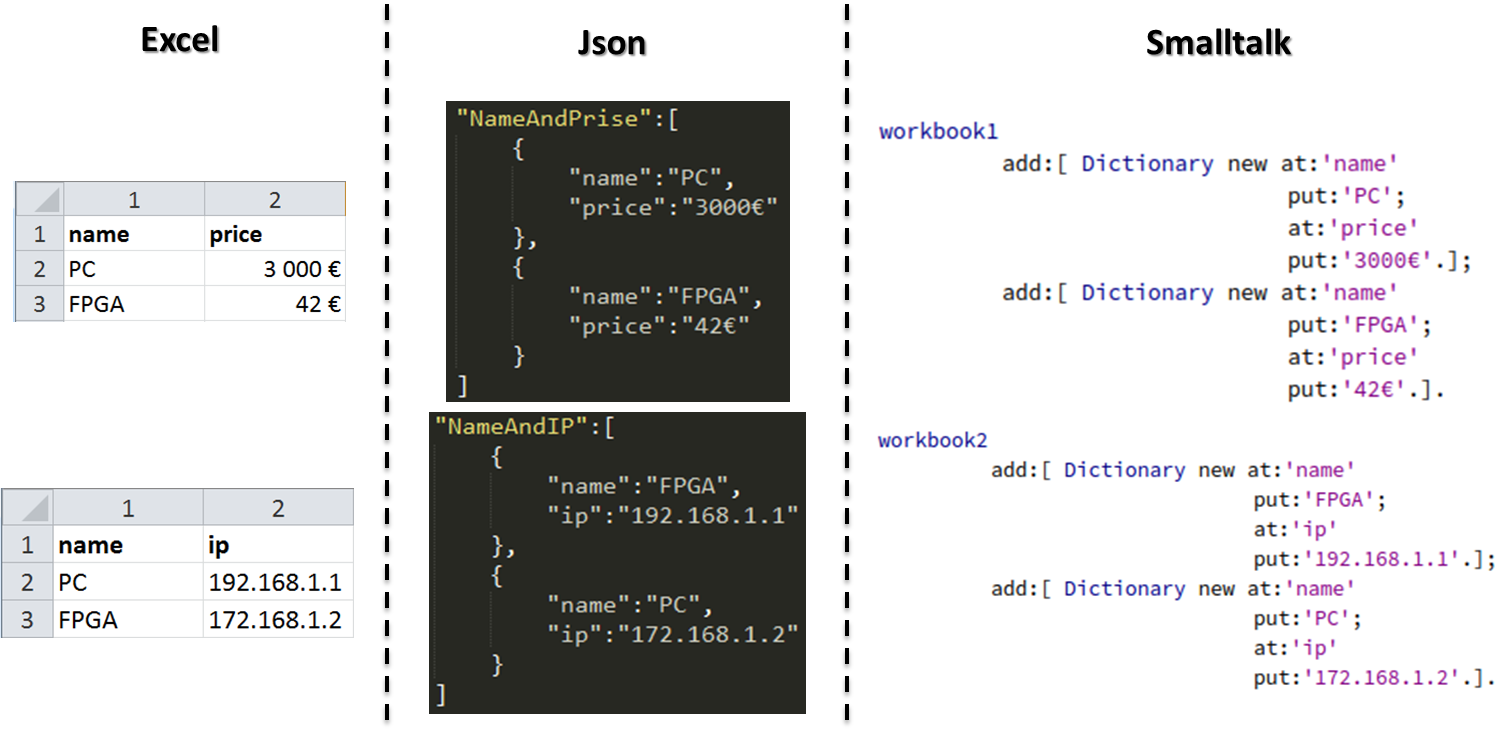 Excel
Json
Smalltalk
1 2
1 name price
2 PC 3 000 €
3 FPGA 42 €
1 2
1 name ip
2 PC 192.168.1.1
3 FPGA 172.168.1.2
"NameAndPrise":[
{
"name":"PC",
"price":"3000€"
},
{
"name":"FPGA",
"price":"42€"
}
]
"NameAndIP":[
{
"name":"FPGA",
"ip":"192.168.1.1"
},
{
"name":"PC",
"ip":"172.168.1.2"
}
]
workbook1
add:[ Dictionary new at:'name'
put:'PC';
at:'price'
put:'3000€'.];
add:[ Dictionary new at:'name'
put:'FPGA';
at:'price'
put:'42€'.].
workbook2
add:[ Dictionary new at:'name'
put:'FPGA';
at:'ip'
put:'192.168.1.1'.];
add:[ Dictionary new at:'name'
put:'PC';
at:'ip'
put:'172.168.1.2'.].